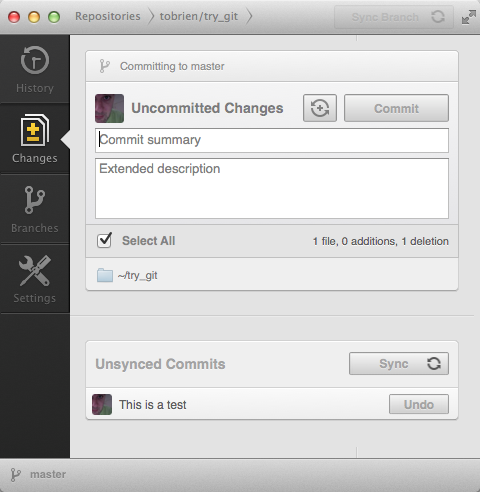 Repositories tobrien/try_git Sync Branch
History
Changes
Branches
Settings
Committing to master
Uncommitted Changes Commit
Commit summary
Extended description
Select All 1 file, 0 additions, 1 deletion
~/try_git
Unsynced Commits Sync
This is a test Undo
master